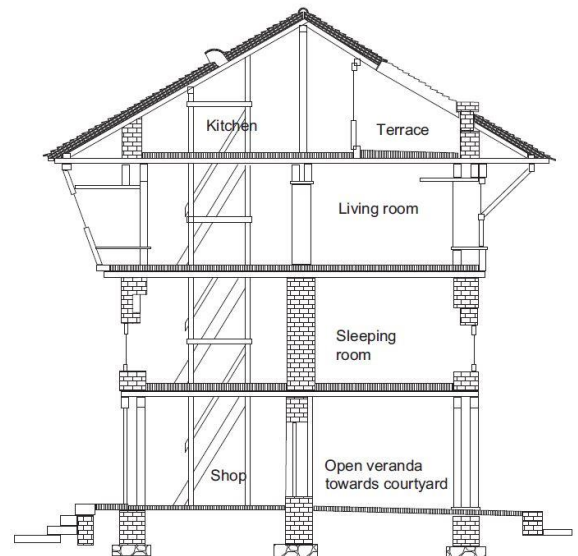 Kitchen
Terrace
Living room
Sleeping
room
Shop
Open veranda
towards courtyard